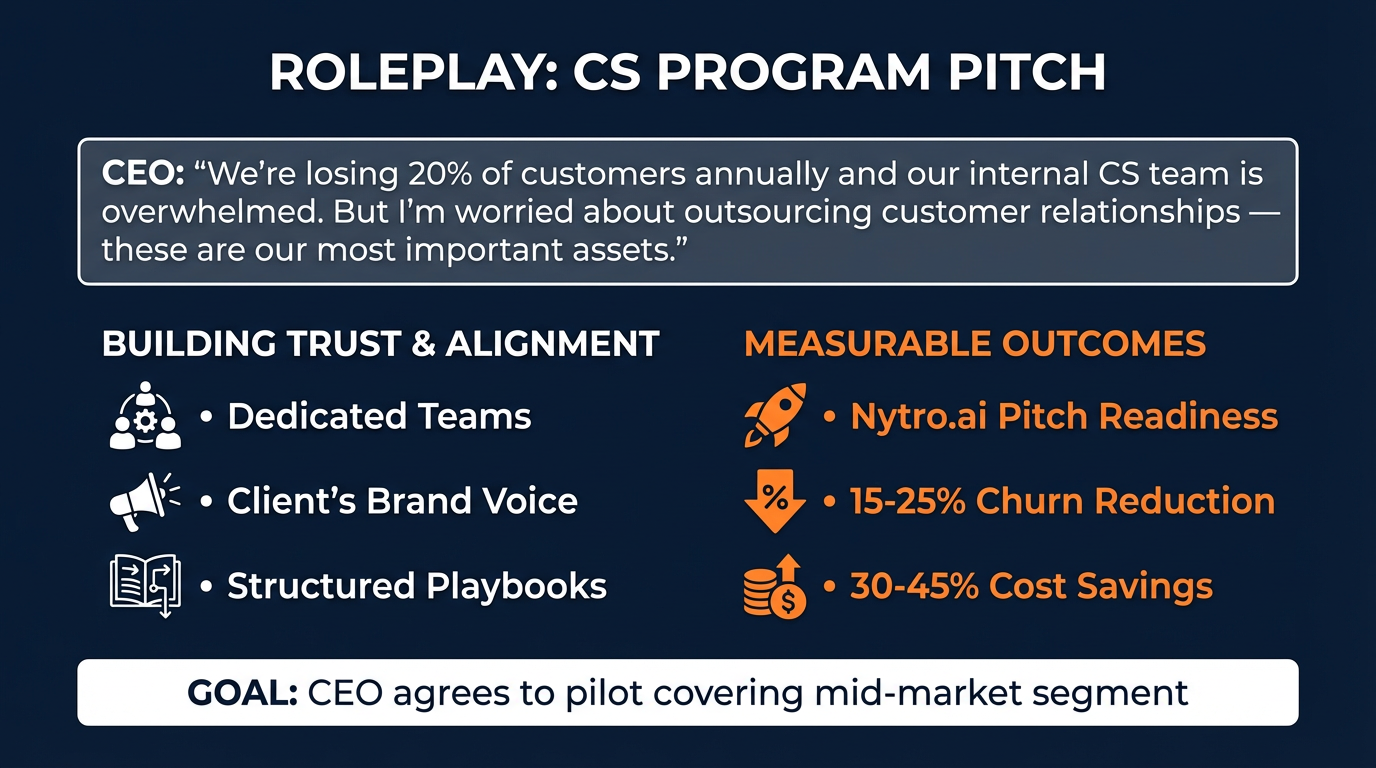 ROLEPLAY: CS PROGRAM PITCH
CEO: “We’re losing 20% of customers annually and our internal CS team is
overwhelmed. But I’m worried about outsourcing customer relationships —
these are our most important assets.”
BUILDING TRUST & ALIGNMENT
• Dedicated Teams
• Client’s Brand Voice
• Structured Playbooks
MEASURABLE OUTCOMES
• Nytro.ai Pitch Readiness
%
• 15-25% Churn Reduction
$
• 30-45% Cost Savings
GOAL: CEO agrees to pilot covering mid-market segment